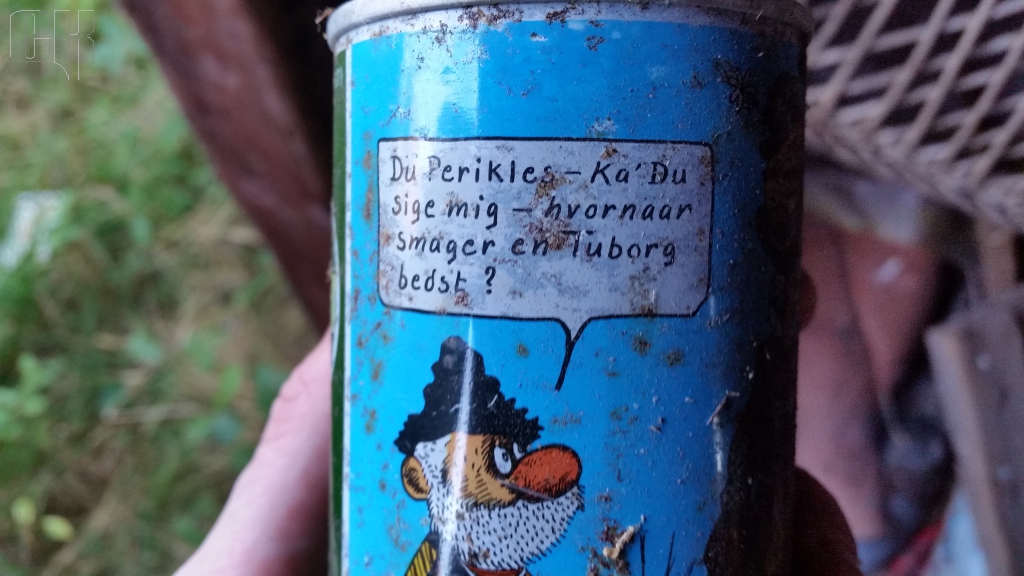 Du Perikles – Ka' Du
sige mig – hvornaar
smager en Tuborg
bedst ?